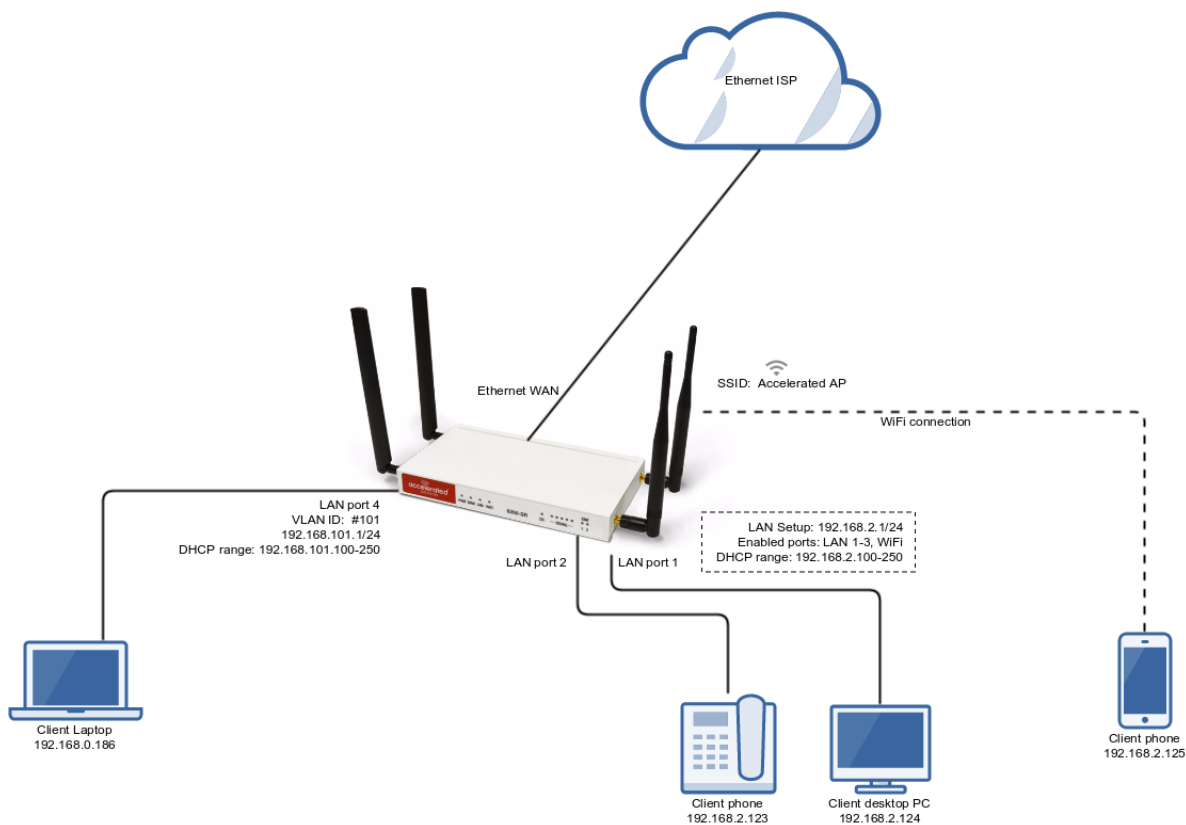 Ethernet ISP
Ethernet WAN
SSID: Accelerated AP
WiFi connection
accelerated
LAN port 4
VLAN ID: #101
192.168.101.1/24
DHCP range: 192.168.101.100-250
LAN Setup: 192.168.2.1/24
Enabled ports: LAN 1-3, WiFi
DHCP range: 192.168.2.100-250
LAN port 2
LAN port 1
Client Laptop
192.168.0.186
Client phone
192.168.2.125
Client phone
192.168.2.123
Client desktop PC
192.168.2.124